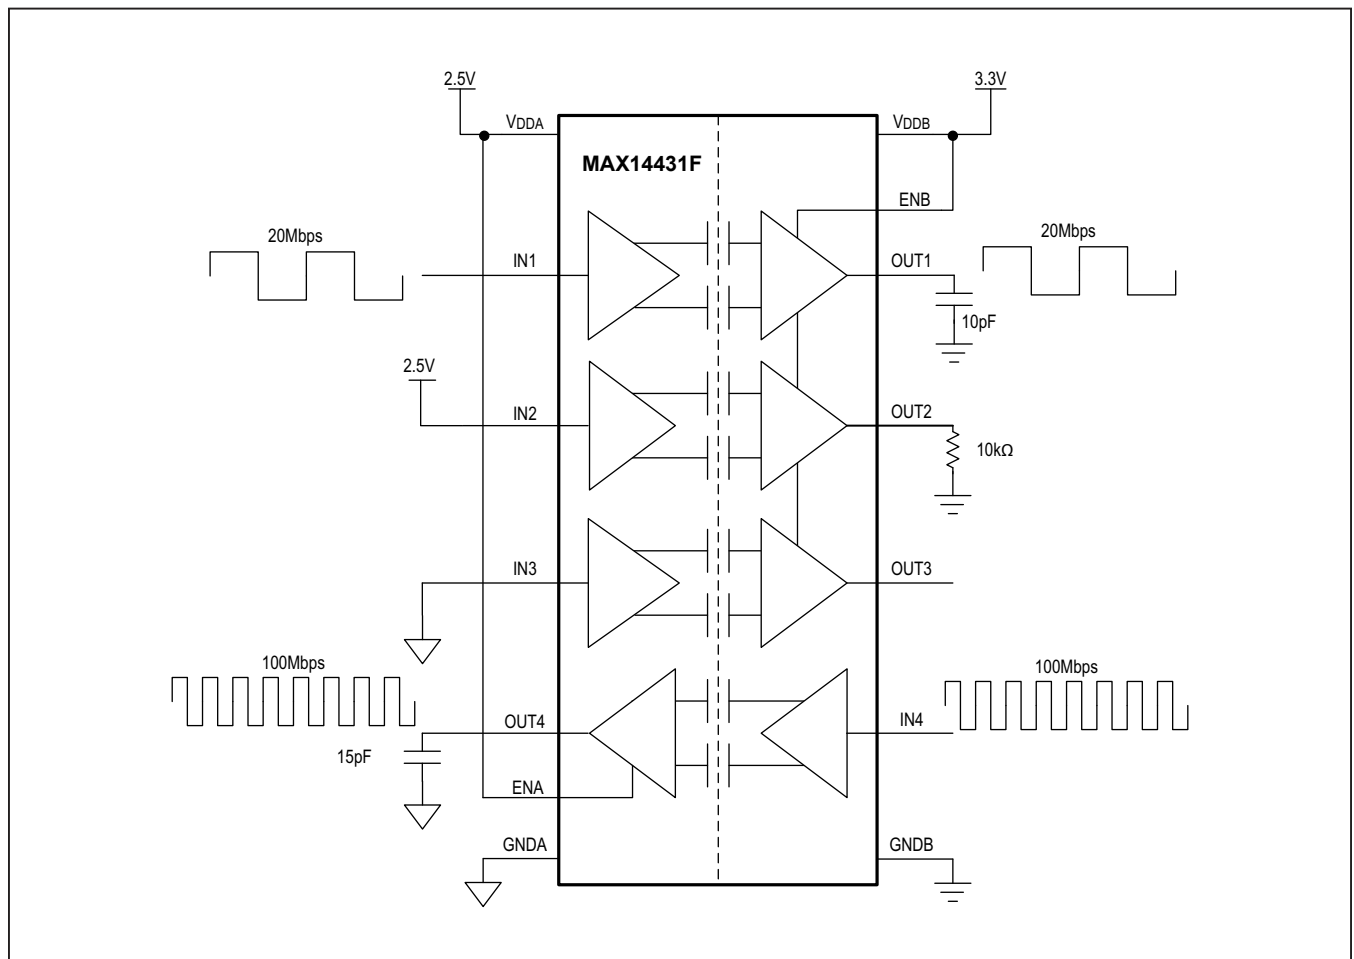 2.5V
3.3V
VDDA
VDDB
MAX14431F
ENB
20Mbps
IN1
OUT1
20Mbps
10pF
2.5V
IN2
OUT2
10kΩ
IN3
OUT3
100Mbps
100Mbps
OUT4
IN4
15pF
ENA
GNDA
GNDB